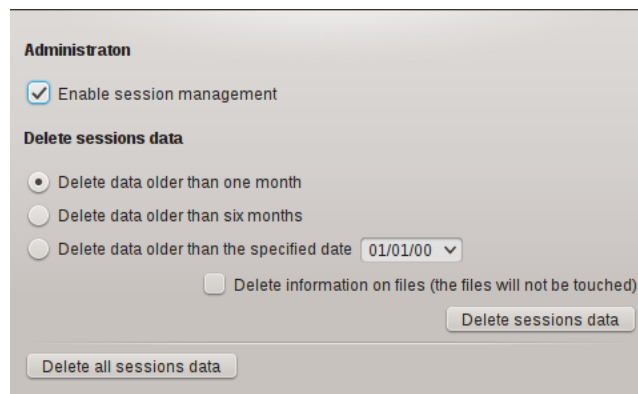 Administraton
Enable session management
Delete sessions data
Delete data older than one month
Delete data older than six months
Delete data older than the specified date 01/01/00
Delete information on files (the files will not be touched)
Delete sessions data
Delete all sessions data